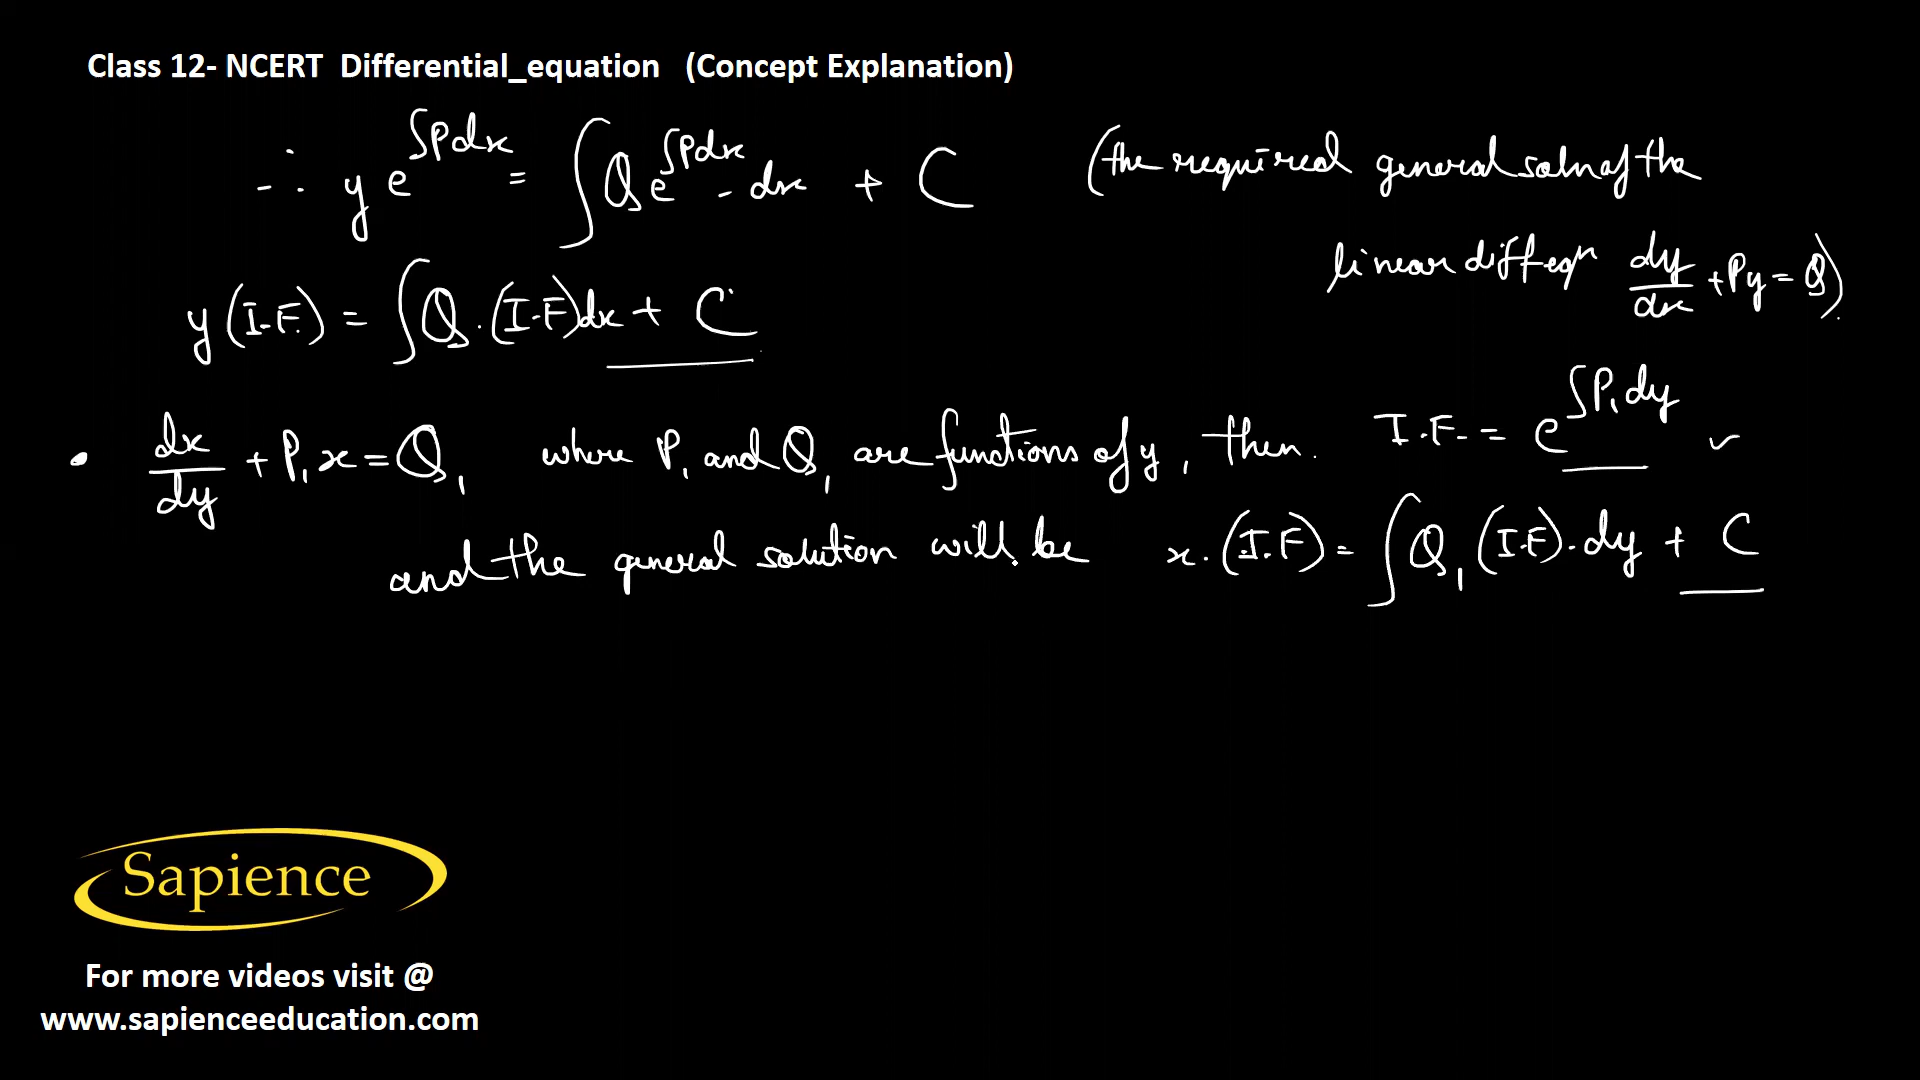 Class 12- NCERT Differential_equation (Concept Explanation)
∴ y e^∫Pdx = ∫Q e^∫Pdx . dx + C (the required general soln of the
linear diff eqn dy/dx + Py = Q)
y(I.F.) = ∫Q.(I.F)dx + C
• dx/dy + P₁x = Q₁ where P₁ and Q₁ are functions of y, then. I.F. = e^∫P₁dy
and the general solution will be x.(I.F) = ∫Q₁(I.F).dy + C
Sapience
For more videos visit @
www.sapienceeducation.com